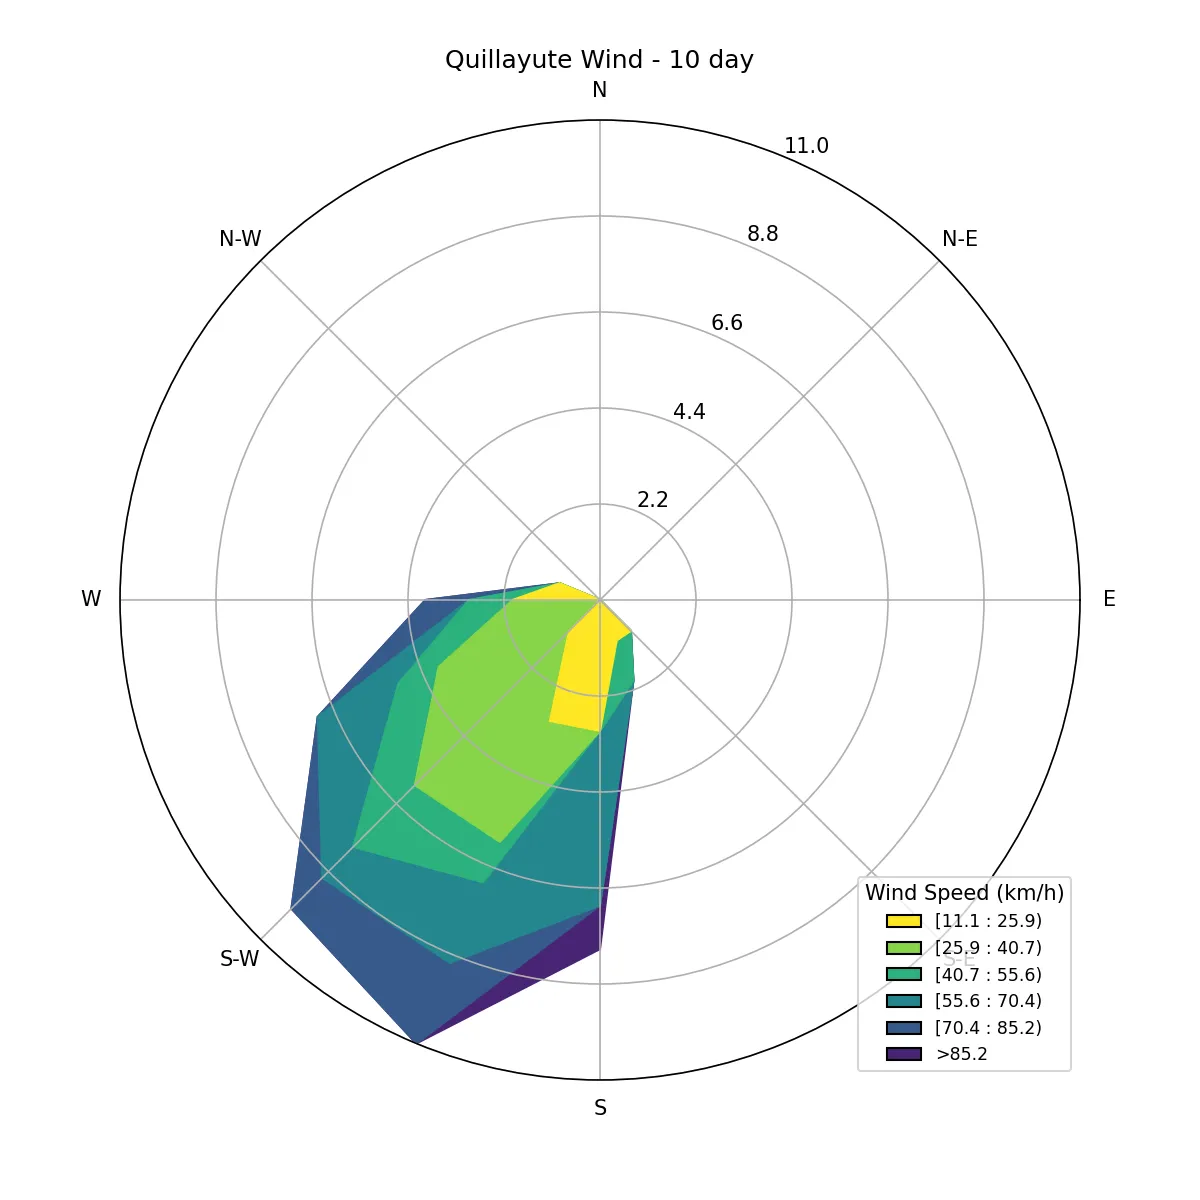 Quillayute Wind - 10 day
N
11.0
8.8
N-W
N-E
6.6
4.4
2.2
W
E
Wind Speed (km/h)
[11.1 : 25.9)
[25.9 : 40.7)
S-W
S-E
[40.7 : 55.6)
[55.6 : 70.4)
[70.4 : 85.2)
>85.2
S